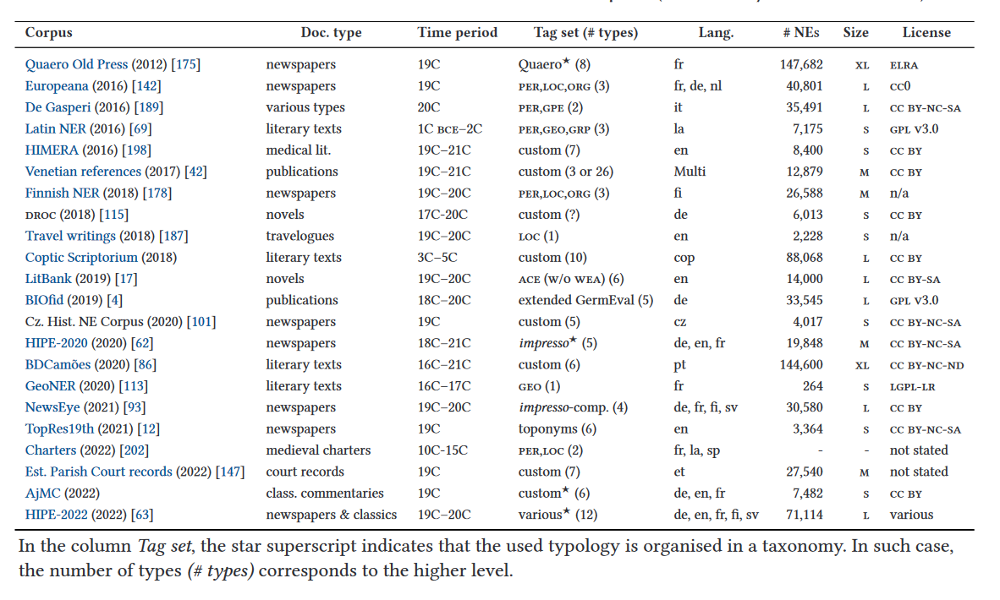 Corpus Doc. type Time period Tag set (# types) Lang. # NEs Size License
Quaero Old Press (2012) [175] newspapers 19C Quaero★ (8) fr 147,682 XL ELRA
Europeana (2016) [142] newspapers 19C PER,LOC,ORG (3) fr, de, nl 40,801 L CC0
De Gasperi (2016) [189] various types 20C PER,GPE (2) it 35,491 L CC BY-NC-SA
Latin NER (2016) [69] literary texts 1C BCE–2C PER,GEO,GRP (3) la 7,175 S GPL V3.0
HIMERA (2016) [198] medical lit. 19C–21C custom (7) en 8,400 S CC BY
Venetian references (2017) [42] publications 19C–21C custom (3 or 26) Multi 12,879 M CC BY
Finnish NER (2018) [178] newspapers 19C–20C PER,LOC,ORG (3) fi 26,588 M n/a
DROC (2018) [115] novels 17C-20C custom (?) de 6,013 S CC BY
Travel writings (2018) [187] travelogues 19C–20C LOC (1) en 2,228 S n/a
Coptic Scriptorium (2018) literary texts 3C–5C custom (10) cop 88,068 L CC BY
LitBank (2019) [17] novels 19C–20C ACE (W/O WEA) (6) en 14,000 L CC BY-SA
BIOfid (2019) [4] publications 18C–20C extended GermEval (5) de 33,545 L GPL V3.0
Cz. Hist. NE Corpus (2020) [101] newspapers 19C custom (5) cz 4,017 S CC BY-NC-SA
HIPE-2020 (2020) [62] newspapers 18C–21C impresso★ (5) de, en, fr 19,848 M CC BY-NC-SA
BDCamões (2020) [86] literary texts 16C–21C custom (6) pt 144,600 XL CC BY-NC-ND
GeoNER (2020) [113] literary texts 16C–17C GEO (1) fr 264 S LGPL-LR
NewsEye (2021) [93] newspapers 19C–20C impresso-comp. (4) de, fr, fi, sv 30,580 L CC BY
TopRes19th (2021) [12] newspapers 19C toponyms (6) en 3,364 S CC BY-NC-SA
Charters (2022) [202] medieval charters 10C-15C PER,LOC (2) fr, la, sp - - not stated
Est. Parish Court records (2022) [147] court records 19C custom (7) et 27,540 M not stated
AjMC (2022) class. commentaries 19C custom★ (6) de, en, fr 7,482 S CC BY
HIPE-2022 (2022) [63] newspapers & classics 19C–20C various★ (12) de, en, fr, fi, sv 71,114 L various
In the column Tag set, the star superscript indicates that the used typology is organised in a taxonomy. In such case,
the number of types (# types) corresponds to the higher level.